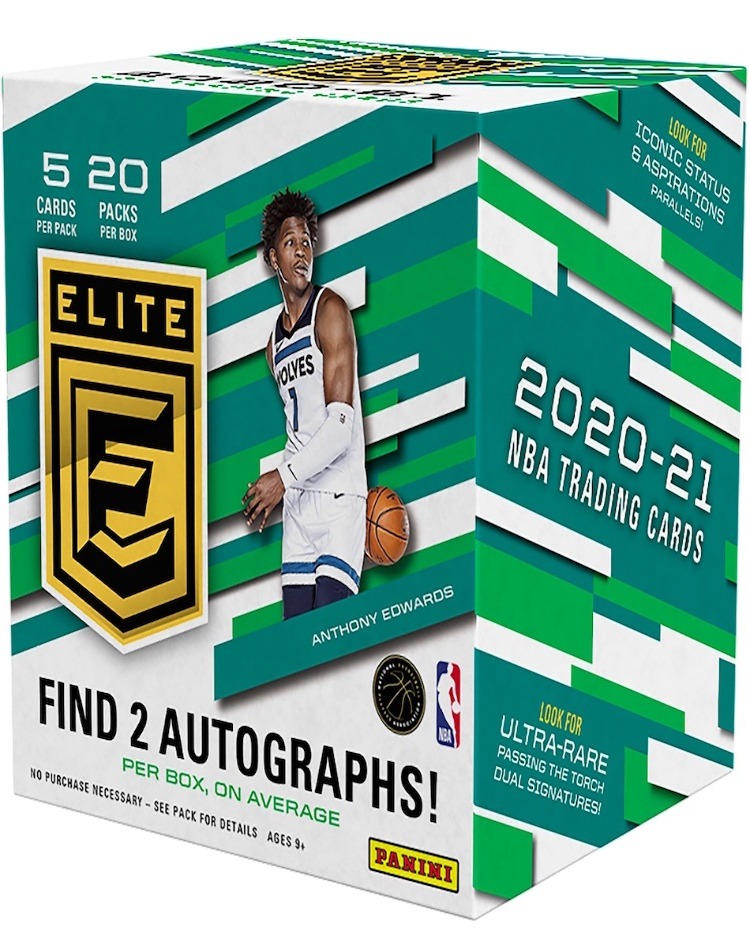 5 20
CARDS PACKS
PER PACK PER BOX
ELITE
E
WOLVES
1
ANTHONY EDWARDS
NBA
FIND 2 AUTOGRAPHS!
PER BOX, ON AVERAGE
NO PURCHASE NECESSARY – SEE PACK FOR DETAILS AGES 9+
PANINI
LOOK FOR
ICONIC STATUS
& ASPIRATIONS
PARALLELS!
2020-21
NBA TRADING CARDS
LOOK FOR
ULTRA-RARE
PASSING THE TORCH
DUAL SIGNATURES!